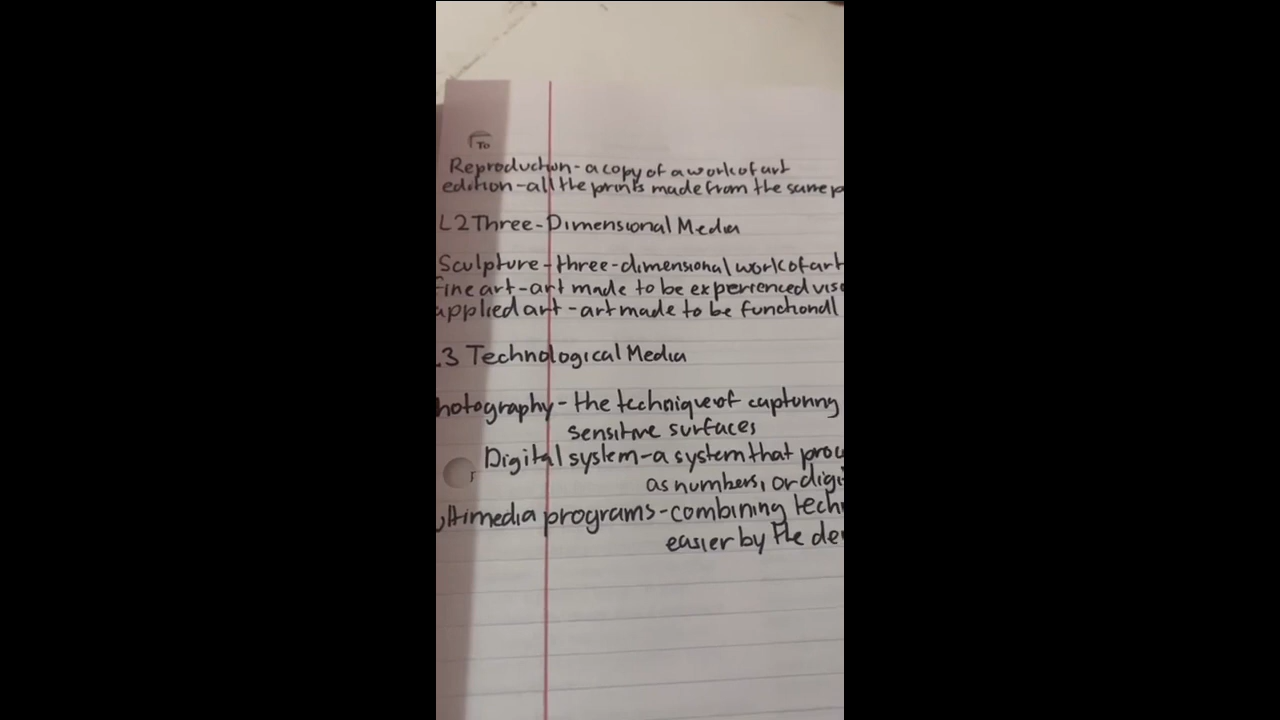 To
Reproduction-a copy of a work of art
edition-all the prints made from the same p
L2 Three-Dimensional Media
Sculpture-three-dimensional work of art
fine art-art made to be experienced vis
applied art-art made to be functional
.3 Technological Media
hotography-the technique of capturing
sensitive surfaces
Digital system-a system that proc
as numbers, or digi
ultimedia programs-combining tech
easier by the de